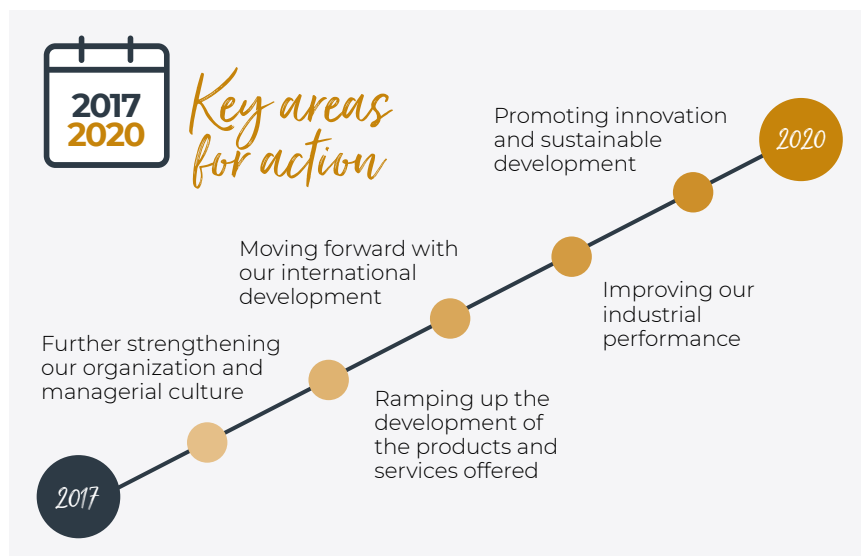 2017
2020
Key areas
for action
Promoting innovation
and sustainable
development
2020
Moving forward with
our international
development
Improving our
industrial
performance
Further strengthening
our organization and
managerial culture
Ramping up the
development of
the products and
services offered
2017